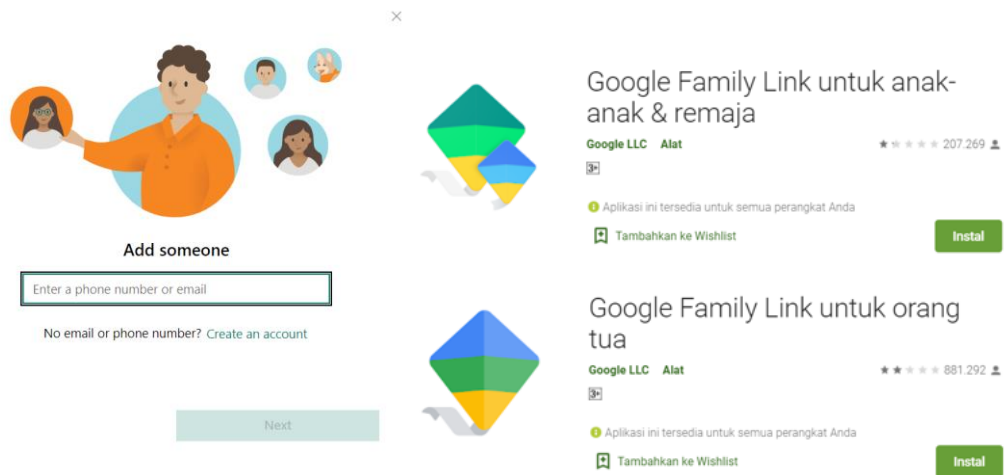 Add someone
Enter a phone number or email
No email or phone number? Create an account
Next
Google Family Link untuk anak-
anak & remaja
Google LLC Alat
207.269
3+
Aplikasi ini tersedia untuk semua perangkat Anda
Tambahkan ke Wishlist
Instal
Google Family Link untuk orang
tua
Google LLC Alat
881.292
3+
Aplikasi ini tersedia untuk semua perangkat Anda
Tambahkan ke Wishlist
Instal